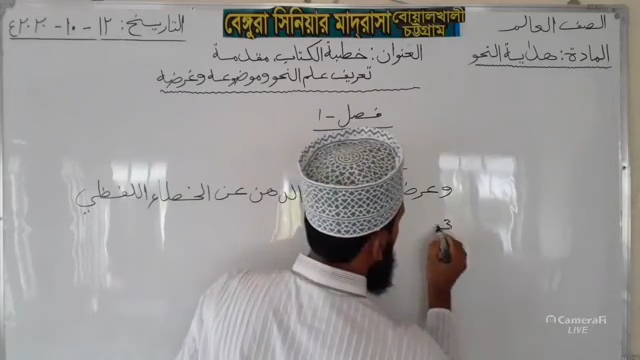 বেঙ্গুরা সিনিয়ার মাদ্রাসা বোয়ালখালী চট্টগ্রাম
الصف العالم
التاريخ: ١٢ - ١٠ - ٢٠٢٠ء
المادة: هداية النحو
العنوان: خطبة الكتاب، مقدمة
تعريف علم النحو وموضوعه وغرضه
فصل - ١
الذهن عن الخطاء اللفظي
CameraFi
LIVE